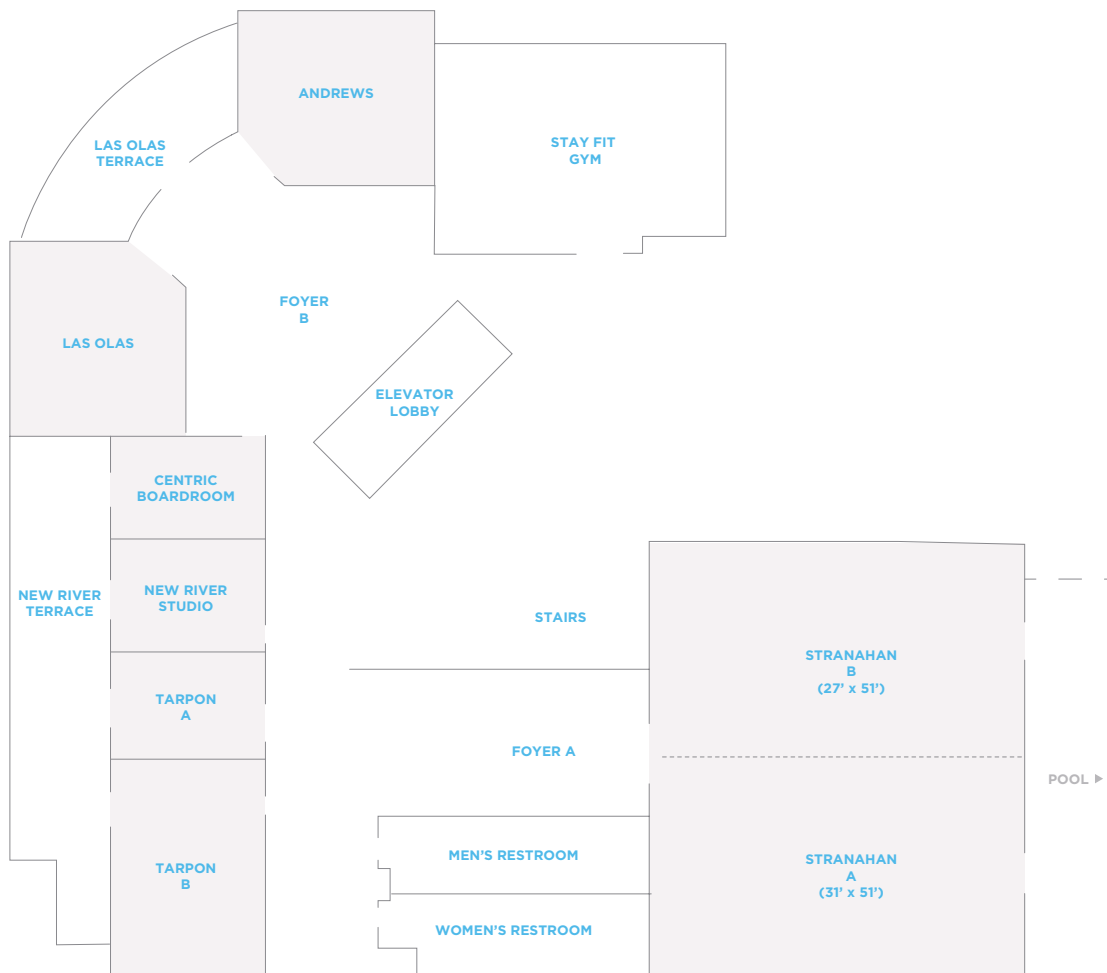 ANDREWS
STAY FIT
GYM
LAS OLAS
TERRACE
FOYER
B
LAS OLAS
ELEVATOR
LOBBY
CENTRIC
BOARDROOM
NEW RIVER
TERRACE
NEW RIVER
STUDIO
STAIRS
STRANAHAN
B
(27' x 51')
TARPON
A
FOYER A
POOL ▶
MEN'S RESTROOM
STRANAHAN
A
(31' x 51')
TARPON
B
WOMEN'S RESTROOM